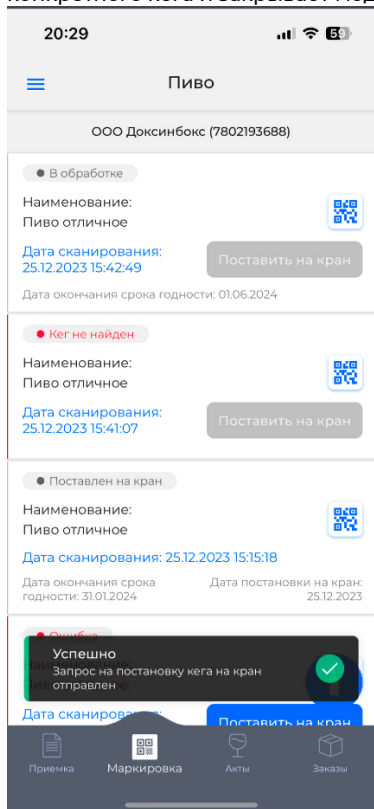 20:29
59
Пиво
ООО Доксинбокс (7802193688)
В обработке
Наименование:
Пиво отличное
Дата сканирования:
25.12.2023 15:42:49
Поставить на кран
Дата окончания срока годности: 01.06.2024
Кег не найден
Наименование:
Пиво отличное
Дата сканирования:
25.12.2023 15:41:07
Поставить на кран
Поставлен на кран
Наименование:
Пиво отличное
Дата сканирования: 25.12.2023 15:15:18
Дата окончания срока
годности: 31.01.2024
Дата постановки на кран:
25.12.2023
Ошибка
Успешно
Запрос на постановку кега на кран
отправлен
Дата сканирования:
Поставить на кран
Приемка
Маркировка
Акты
Заказы